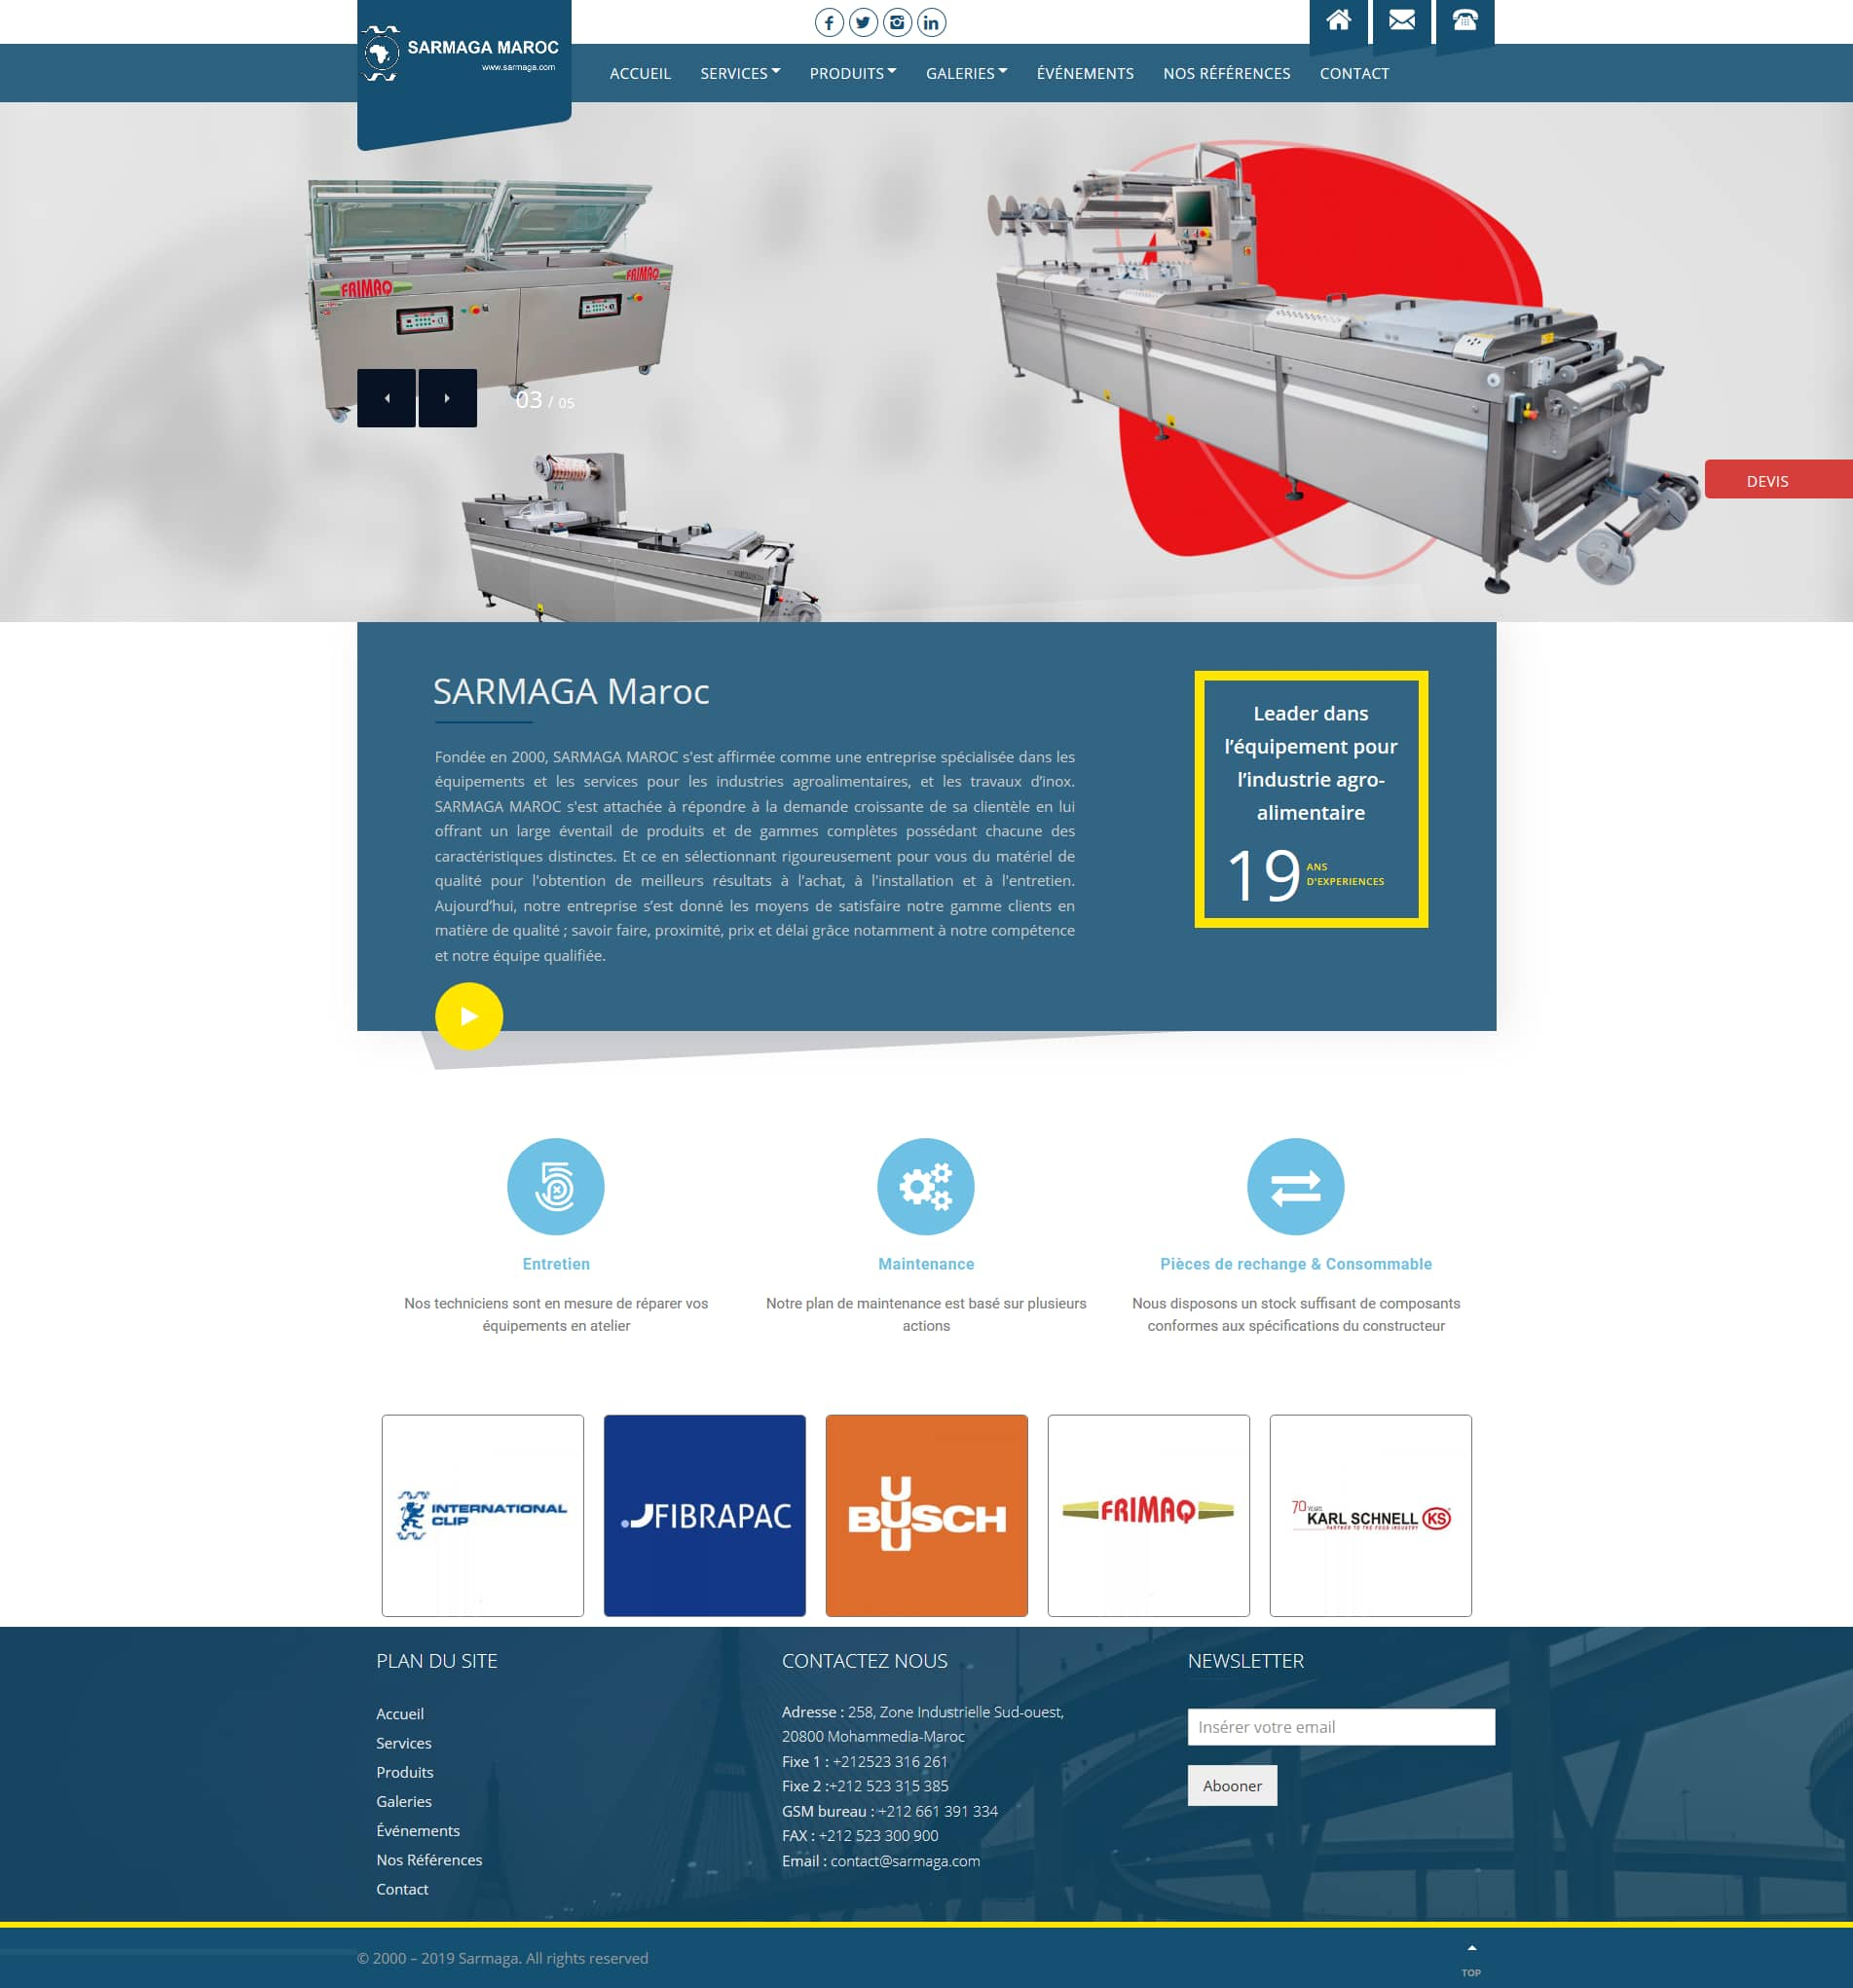 SARMAGA MAROC
www.sarmaga.com
ACCUEIL SERVICES PRODUITS GALERIES ÉVÉNEMENTS NOS RÉFÉRENCES CONTACT
FRIMAQ
FRIMAQ
03 / 05
DEVIS
SARMAGA Maroc
Fondée en 2000, SARMAGA MAROC s'est affirmée comme une entreprise spécialisée dans les
équipements et les services pour les industries agroalimentaires, et les travaux d’inox.
SARMAGA MAROC s'est attachée à répondre à la demande croissante de sa clientèle en lui
offrant un large éventail de produits et de gammes complètes possédant chacune des
caractéristiques distinctes. Et ce en sélectionnant rigoureusement pour vous du matériel de
qualité pour l'obtention de meilleurs résultats à l'achat, à l'installation et à l'entretien.
Aujourd’hui, notre entreprise s’est donné les moyens de satisfaire notre gamme clients en
matière de qualité ; savoir faire, proximité, prix et délai grâce notamment à notre compétence
et notre équipe qualifiée.
Leader dans
l’équipement pour
l’industrie agro-
alimentaire
19 ANS
D'EXPERIENCES
Entretien
Nos techniciens sont en mesure de réparer vos
équipements en atelier
Maintenance
Notre plan de maintenance est basé sur plusieurs
actions
Pièces de rechange & Consommable
Nous disposons un stock suffisant de composants
conformes aux spécifications du constructeur
INTERNATIONAL
CLIP
FIBRAPAC
BUSCH
FRIMAQ
70 YEARS
KARL SCHNELL KS
PARTNER TO THE FOOD INDUSTRY
PLAN DU SITE
Accueil
Services
Produits
Galeries
Événements
Nos Références
Contact
CONTACTEZ NOUS
Adresse : 258, Zone Industrielle Sud-ouest,
20800 Mohammedia-Maroc
Fixe 1 : +212523 316 261
Fixe 2 :+212 523 315 385
GSM bureau : +212 661 391 334
FAX : +212 523 300 900
Email : contact@sarmaga.com
NEWSLETTER
Insérer votre email
Abooner
© 2000 – 2019 Sarmaga. All rights reserved
TOP